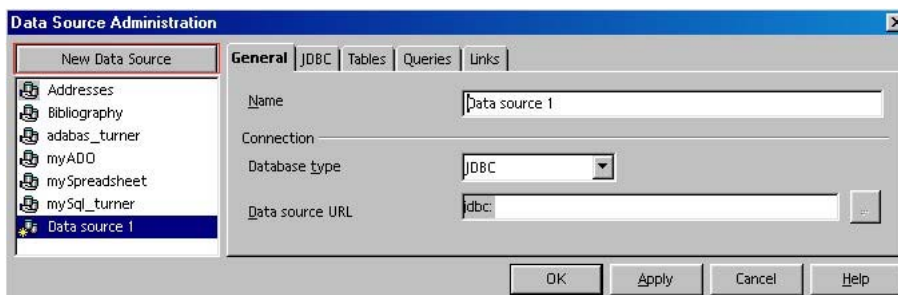 Data Source Administration
New Data Source
Addresses
Bibliography
adabas_turner
myADO
mySpreadsheet
mySql_turner
Data source 1
General JDBC Tables Queries Links
Name Data source 1
Connection
Database type JDBC
Data source URL jdbc: ...
OK Apply Cancel Help